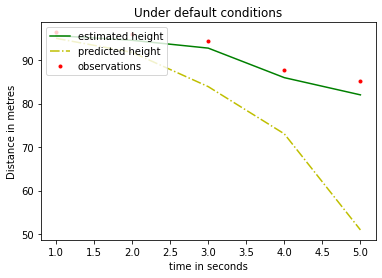 Under default conditions
estimated height
predicted height
observations
Distance in metres
90
80
70
60
50
1.0 1.5 2.0 2.5 3.0 3.5 4.0 4.5 5.0
time in seconds